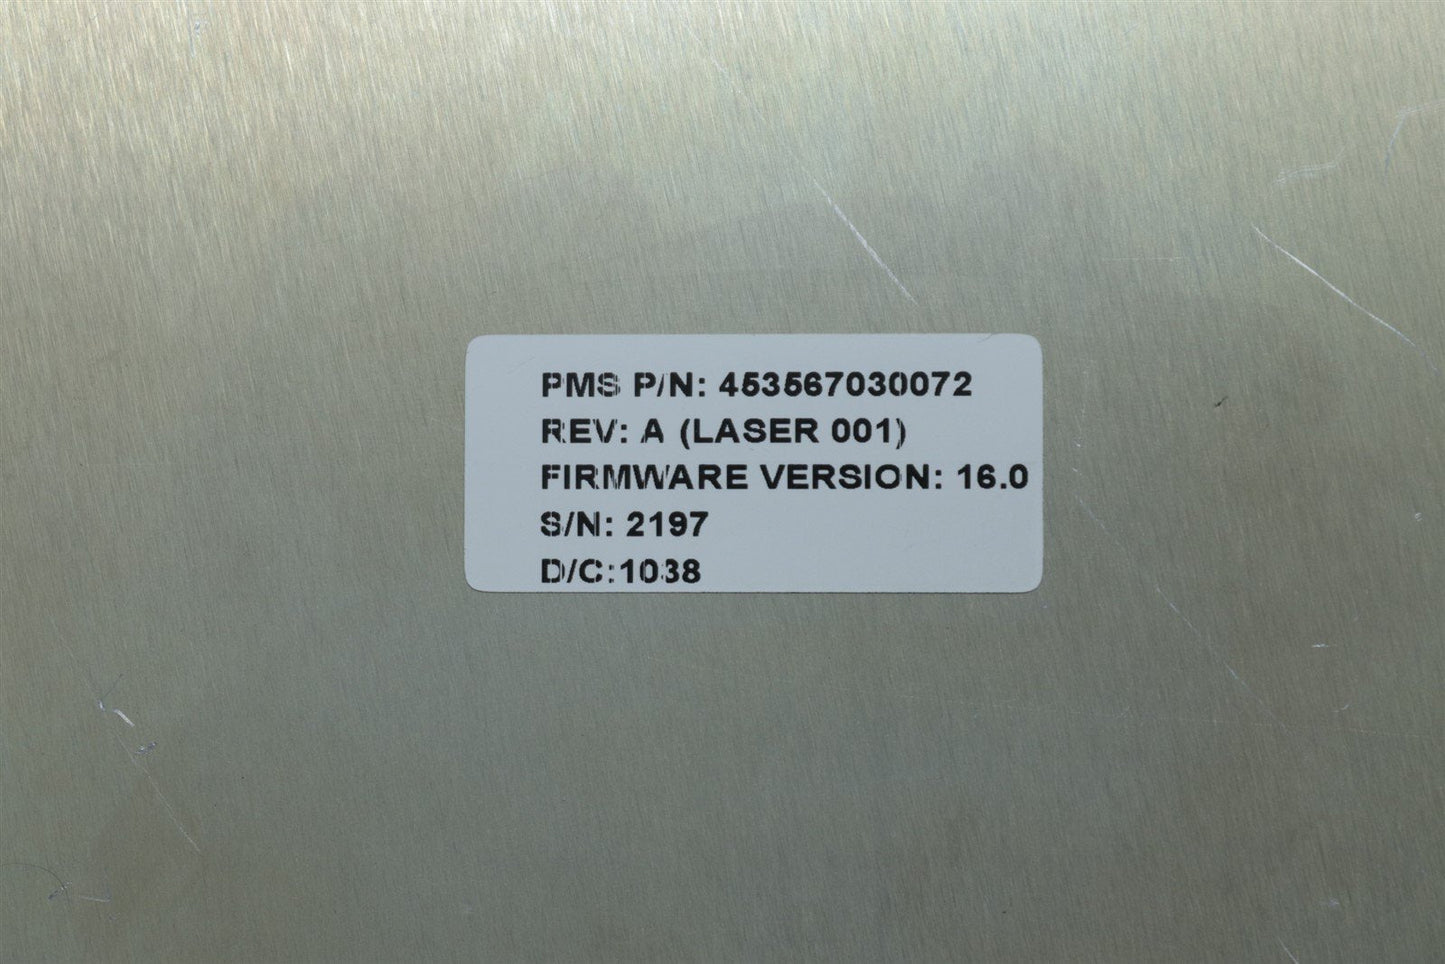 PMS P/N: 453567030072
REV: A (LASER 001)
FIRMWARE VERSION: 16.0
S/N: 2197
D/C:1038